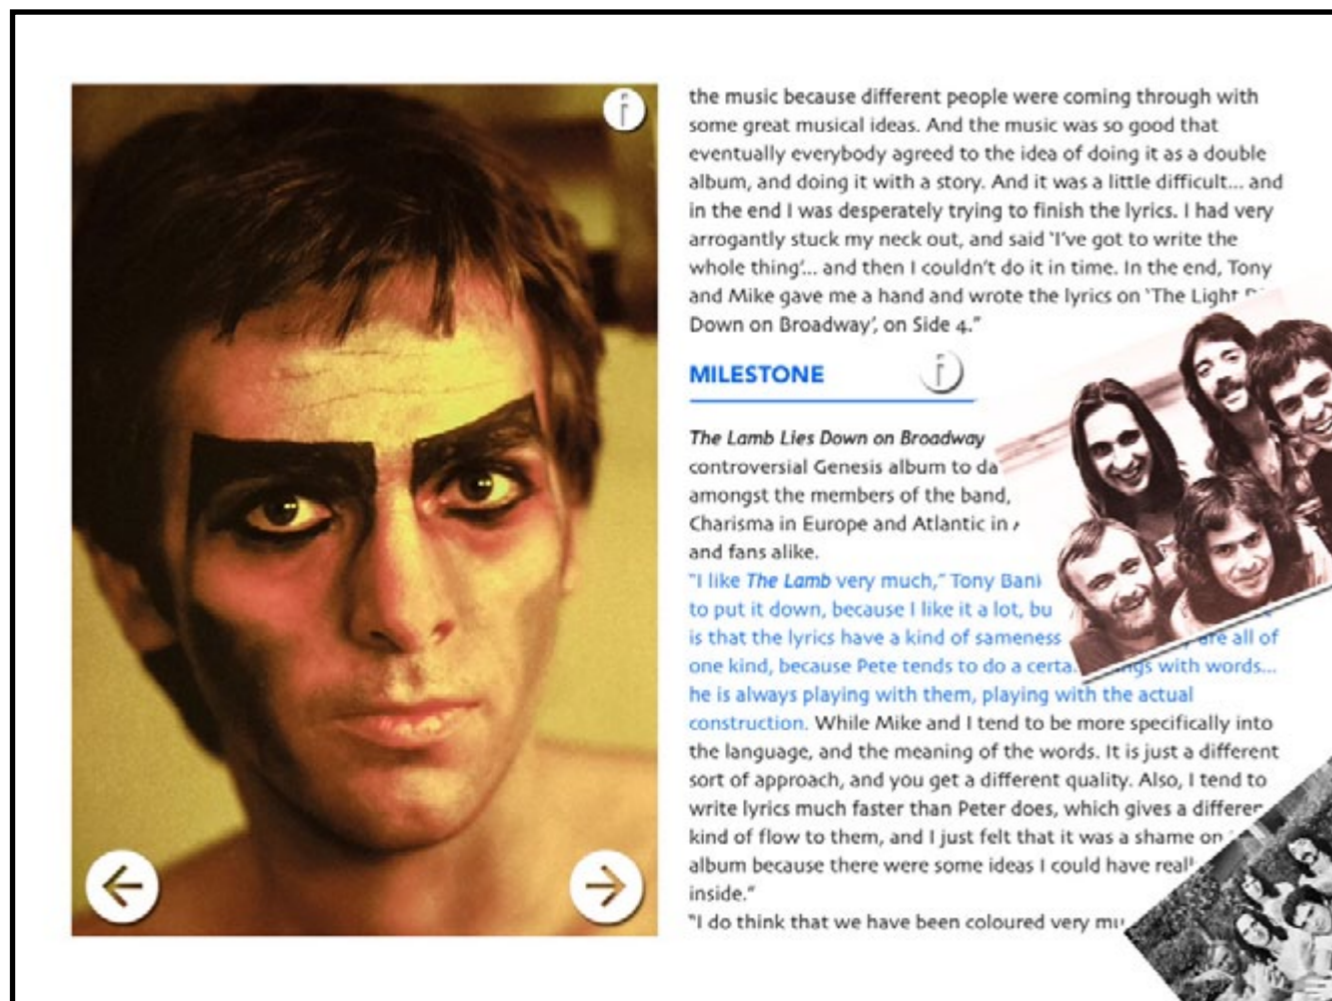 the music because different people were coming through with
some great musical ideas. And the music was so good that
eventually everybody agreed to the idea of doing it as a double
album, and doing it with a story. And it was a little difficult... and
in the end I was desperately trying to finish the lyrics. I had very
arrogantly stuck my neck out, and said ‘I’ve got to write the
whole thing’... and then I couldn’t do it in time. In the end, Tony
and Mike gave me a hand and wrote the lyrics on ‘The Light
Down on Broadway’, on Side 4.”
MILESTONE
The Lamb Lies Down on Broadway
controversial Genesis album to da
amongst the members of the band,
Charisma in Europe and Atlantic in
and fans alike.
“I like The Lamb very much,” Tony Bank
to put it down, because I like it a lot, bu
is that the lyrics have a kind of sameness are all of
one kind, because Pete tends to do a certa ngs with words...
he is always playing with them, playing with the actual
construction. While Mike and I tend to be more specifically into
the language, and the meaning of the words. It is just a different
sort of approach, and you get a different quality. Also, I tend to
write lyrics much faster than Peter does, which gives a differen
kind of flow to them, and I just felt that it was a shame on
album because there were some ideas I could have real
inside.”
“I do think that we have been coloured very mu